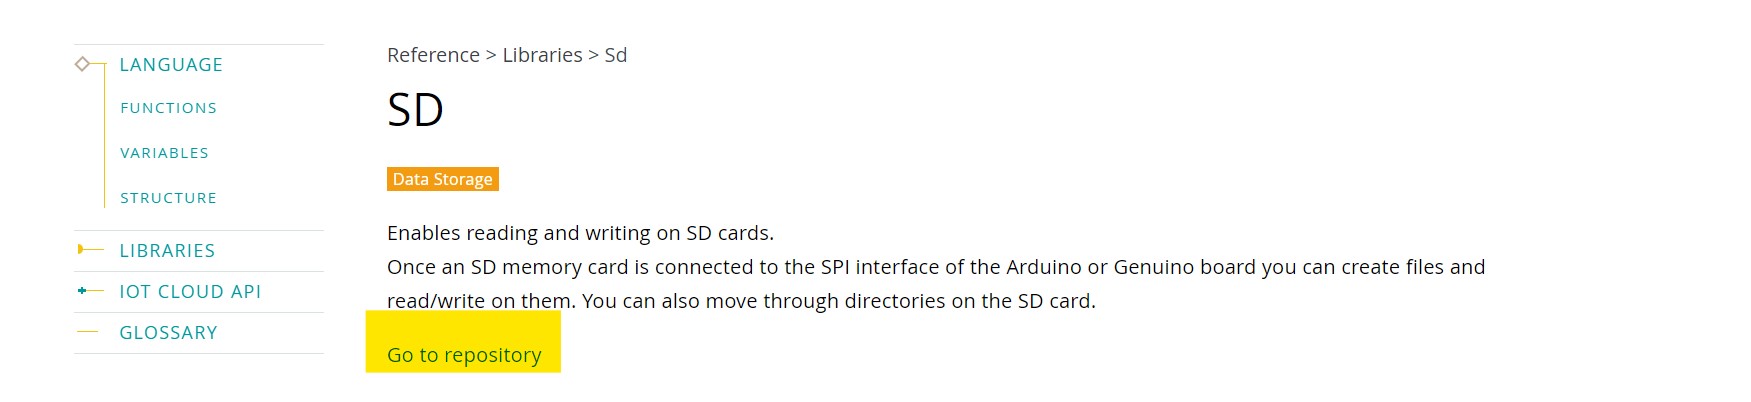 LANGUAGE
FUNCTIONS
VARIABLES
STRUCTURE
LIBRARIES
IOT CLOUD API
GLOSSARY
Reference > Libraries > Sd
SD
Data Storage
Enables reading and writing on SD cards.
Once an SD memory card is connected to the SPI interface of the Arduino or Genuino board you can create files and
read/write on them. You can also move through directories on the SD card.
Go to repository